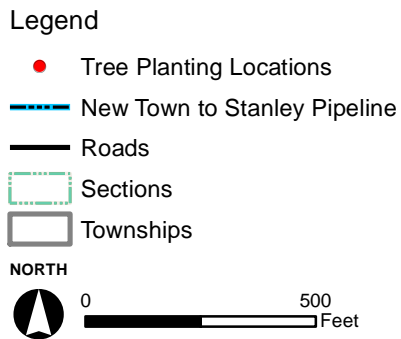 Legend
Tree Planting Locations
New Town to Stanley Pipeline
Roads
Sections
Townships
NORTH
0 500
Feet